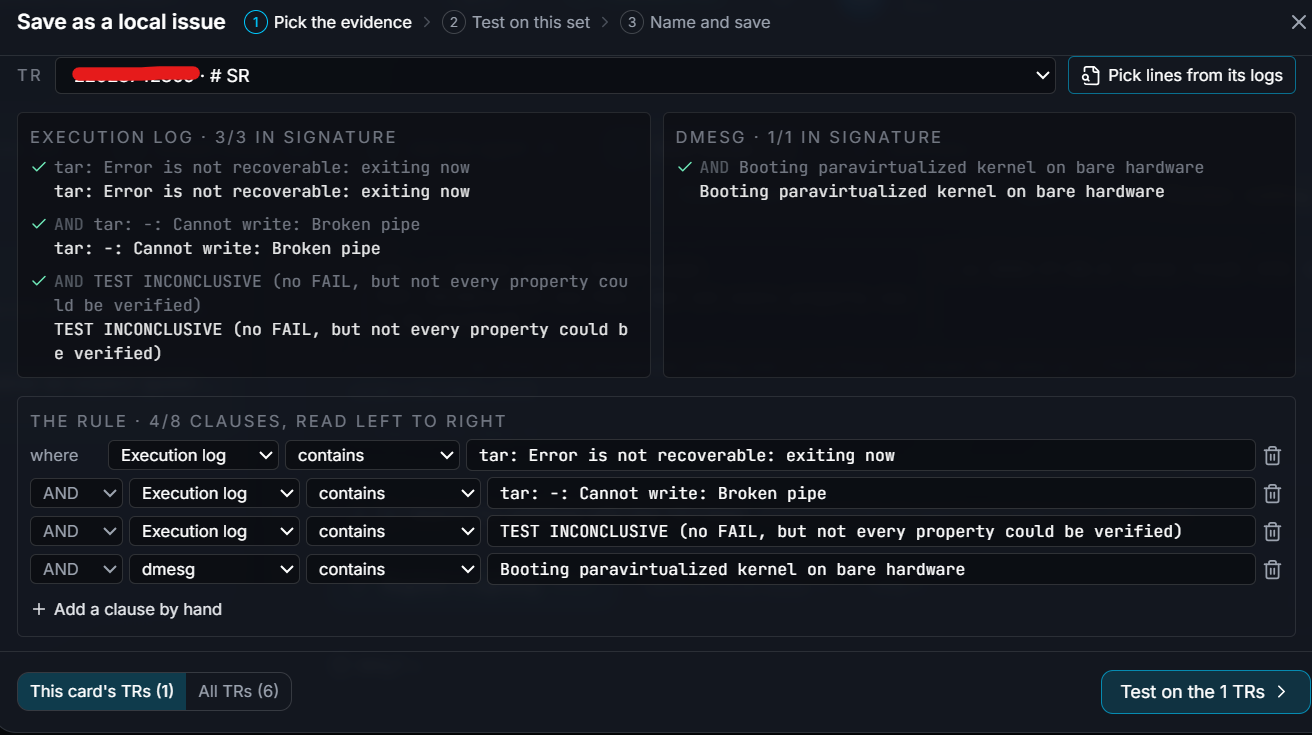 Save as a local issue 1 Pick the evidence > 2 Test on this set > 3 Name and save
TR · # SR Pick lines from its logs
EXECUTION LOG · 3/3 IN SIGNATURE
tar: Error is not recoverable: exiting now
tar: Error is not recoverable: exiting now
AND tar: -: Cannot write: Broken pipe
tar: -: Cannot write: Broken pipe
AND TEST INCONCLUSIVE (no FAIL, but not every property cou
ld be verified)
TEST INCONCLUSIVE (no FAIL, but not every property could b
e verified)
DMESG · 1/1 IN SIGNATURE
AND Booting paravirtualized kernel on bare hardware
Booting paravirtualized kernel on bare hardware
THE RULE · 4/8 CLAUSES, READ LEFT TO RIGHT
where Execution log contains tar: Error is not recoverable: exiting now
AND Execution log contains tar: -: Cannot write: Broken pipe
AND Execution log contains TEST INCONCLUSIVE (no FAIL, but not every property could be verified)
AND dmesg contains Booting paravirtualized kernel on bare hardware
+ Add a clause by hand
This card's TRs (1) All TRs (6) Test on the 1 TRs >